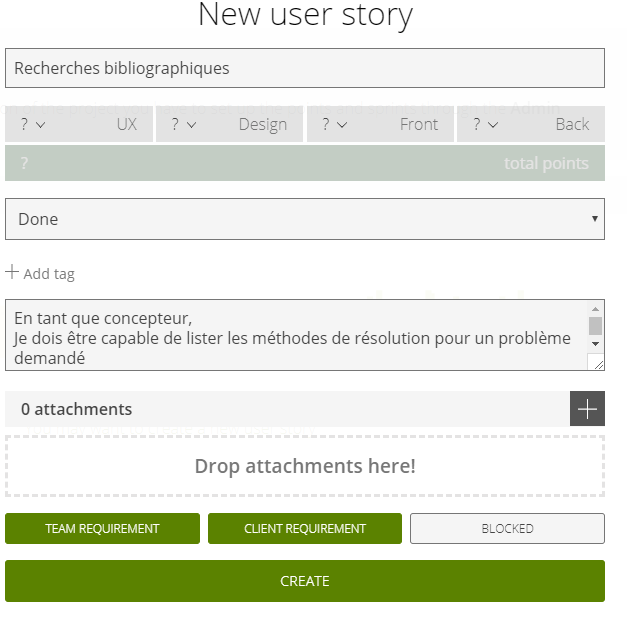 New user story
Recherches bibliographiques
? UX ? Design ? Front ? Back
? total points
Done
+ Add tag
En tant que concepteur,
Je dois être capable de lister les méthodes de résolution pour un problème
demandé
0 attachments
Drop attachments here!
TEAM REQUIREMENT CLIENT REQUIREMENT BLOCKED
CREATE